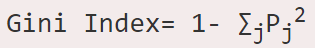 Gini Index= 1- ∑ⱼPⱼ²